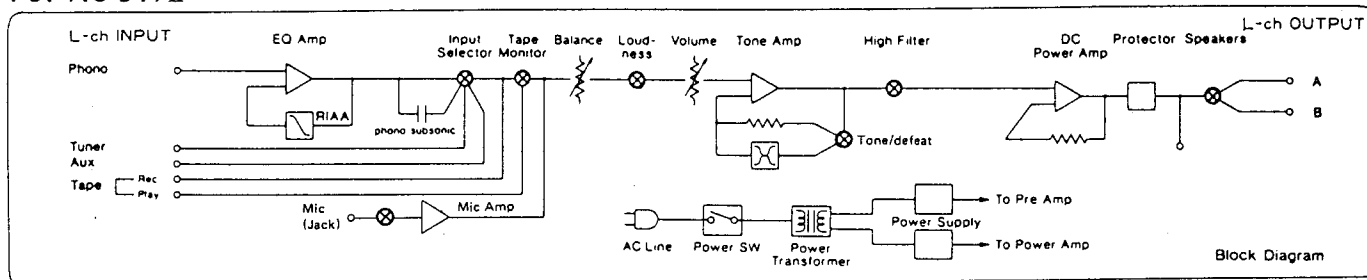 L-ch INPUT
L-ch OUTPUT
EQ Amp
Input Selector
Tape Monitor
Balance
Loud-ness
Volume
Tone Amp
High Filter
DC Power Amp
Protector
Speakers
Phono
RIAA
phono subsonic
A
B
Tuner
Aux
Tape
Rec
Play
Tone/defeat
Mic (Jack)
Mic Amp
AC Line
Power SW
Power Transformer
Power Supply
To Pre Amp
To Power Amp
Block Diagram